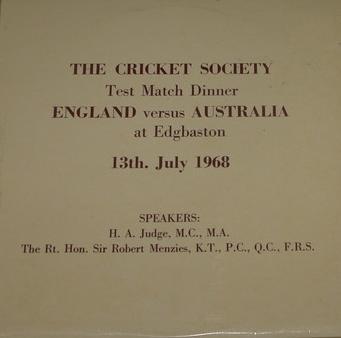 THE CRICKET SOCIETY
Test Match Dinner
ENGLAND versus AUSTRALIA
at Edgbaston
13th. July 1968
SPEAKERS:
H. A. Judge, M.C., M.A.
The Rt. Hon. Sir Robert Menzies, K.T., P.C., Q.C., F.R.S.